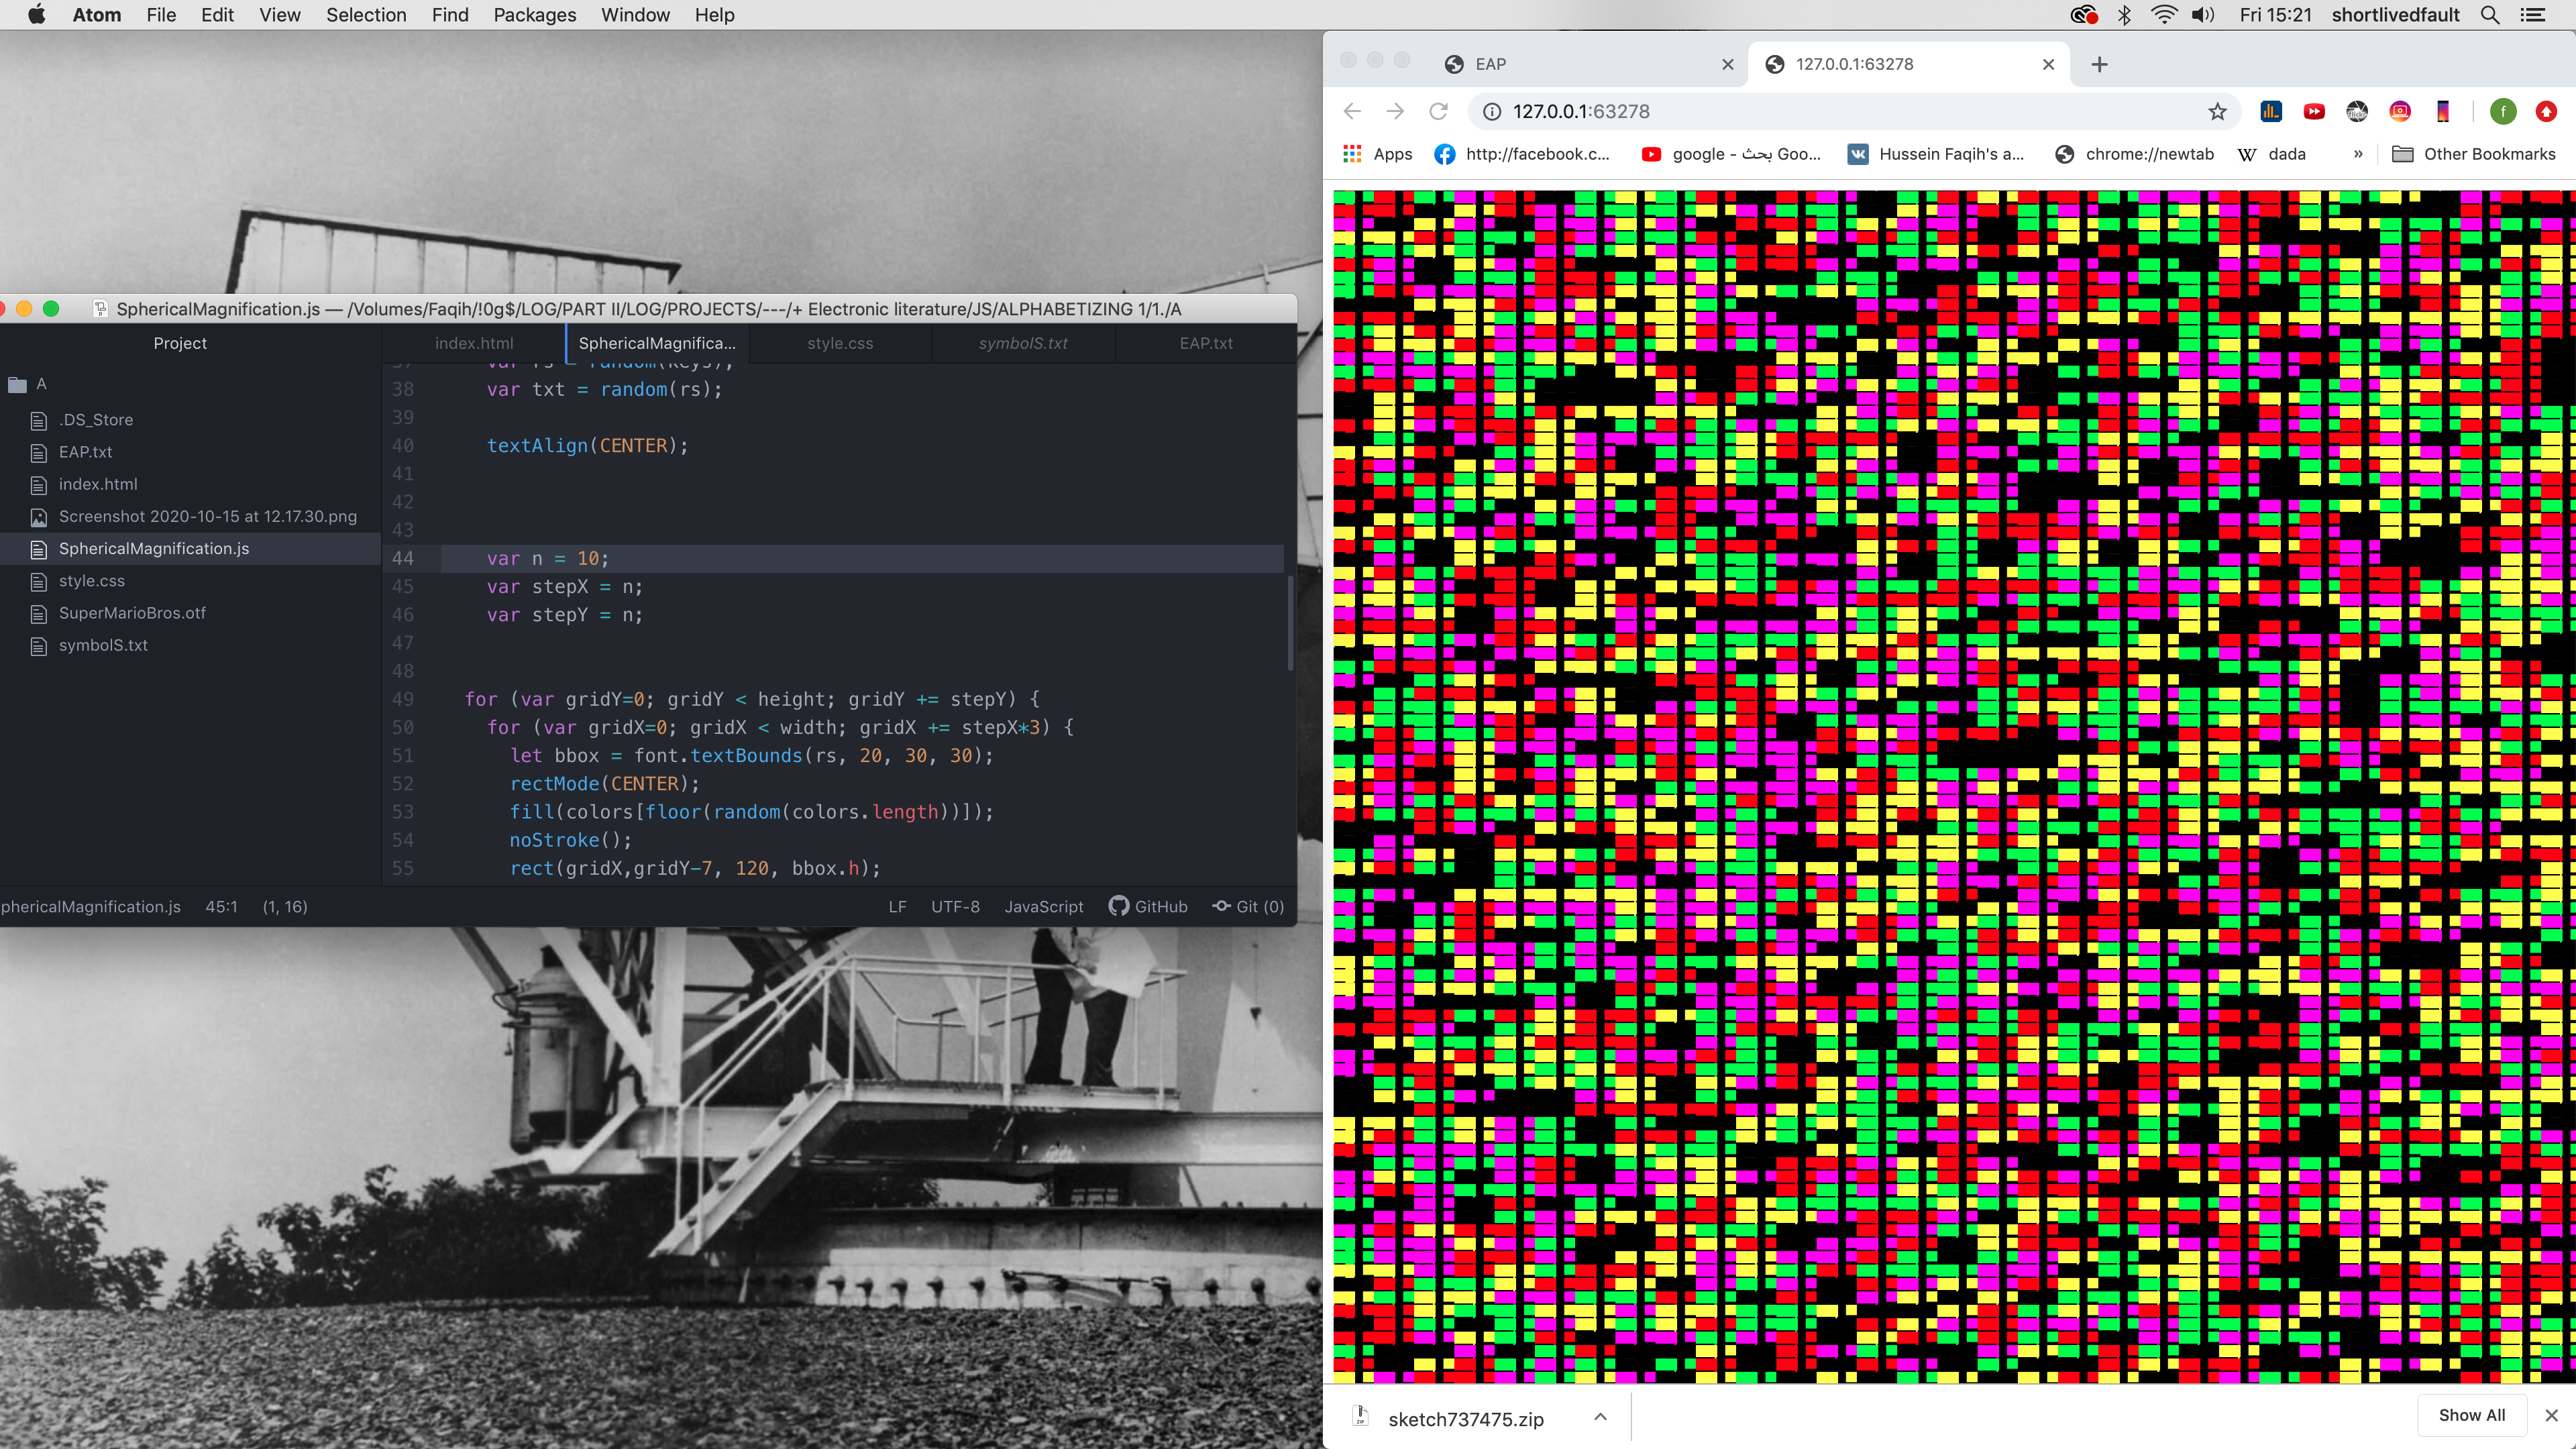 Atom File Edit View Selection Find Packages Window Help
Fri 15:21 shortlivedfault
EAP
127.0.0.1:63278
127.0.0.1:63278
f
Apps http://facebook.c... google - بحث Goo... Hussein Faqih's a... chrome://newtab W dada » Other Bookmarks
SphericalMagnification.js — /Volumes/Faqih/!0g$/LOG/PART II/LOG/PROJECTS/---/+ Electronic literature/JS/ALPHABETIZING 1/1./A
Project
index.html SphericalMagnifica... style.css symbolS.txt EAP.txt
A
.DS_Store
EAP.txt
index.html
Screenshot 2020-10-15 at 12.17.30.png
SphericalMagnification.js
style.css
SuperMarioBros.otf
symbolS.txt
37 var rs = random(keys);
38 var txt = random(rs);
39
40 textAlign(CENTER);
41
42
43
44 var n = 10;
45 var stepX = n;
46 var stepY = n;
47
48
49 for (var gridY=0; gridY < height; gridY += stepY) {
50 for (var gridX=0; gridX < width; gridX += stepX*3) {
51 let bbox = font.textBounds(rs, 20, 30, 30);
52 rectMode(CENTER);
53 fill(colors[floor(random(colors.length))]);
54 noStroke();
55 rect(gridX,gridY-7, 120, bbox.h);
phericalMagnification.js 45:1 (1, 16) LF UTF-8 JavaScript GitHub Git (0)
sketch737475.zip
Show All